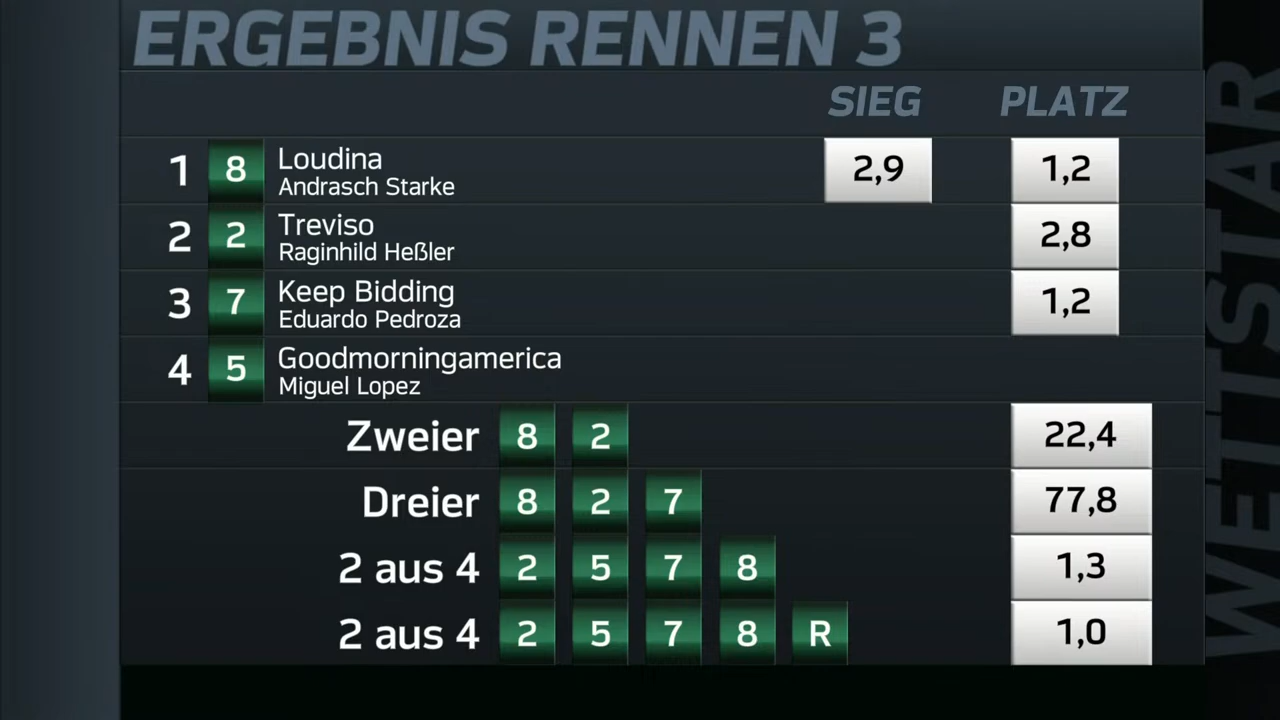 ERGEBNIS RENNEN 3
SIEG PLATZ
1 8 Loudina 2,9 1,2
Andrasch Starke
2 2 Treviso 2,8
Raginhild Heßler
3 7 Keep Bidding 1,2
Eduardo Pedroza
4 5 Goodmorningamerica
Miguel Lopez
Zweier 8 2 22,4
Dreier 8 2 7 77,8
2 aus 4 2 5 7 8 1,3
2 aus 4 2 5 7 8 R 1,0
WETTSTAR